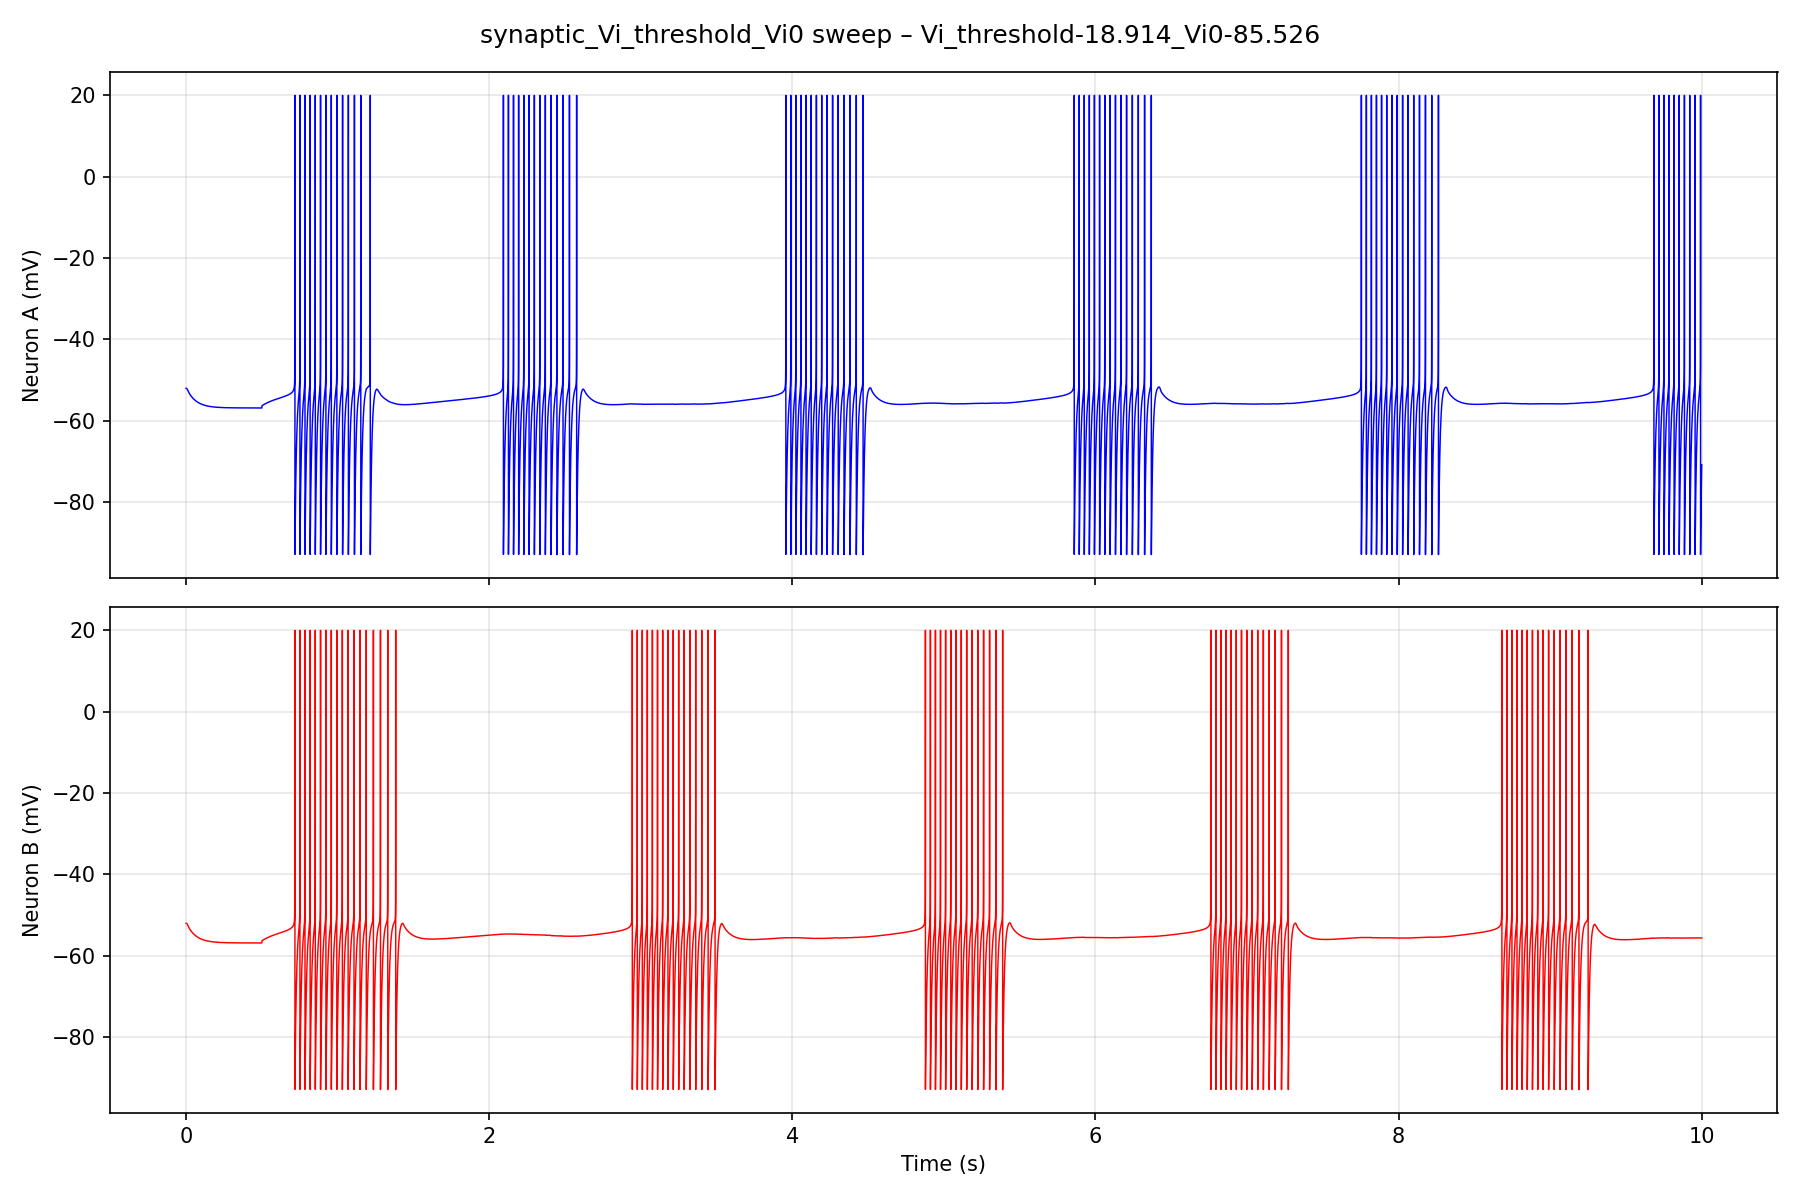 synaptic_Vi_threshold_Vi0 sweep – Vi_threshold-18.914_Vi0-85.526
20
0
−20
−40
−60
−80
Neuron A (mV)
20
0
−20
−40
−60
−80
Neuron B (mV)
0 2 4 6 8 10
Time (s)